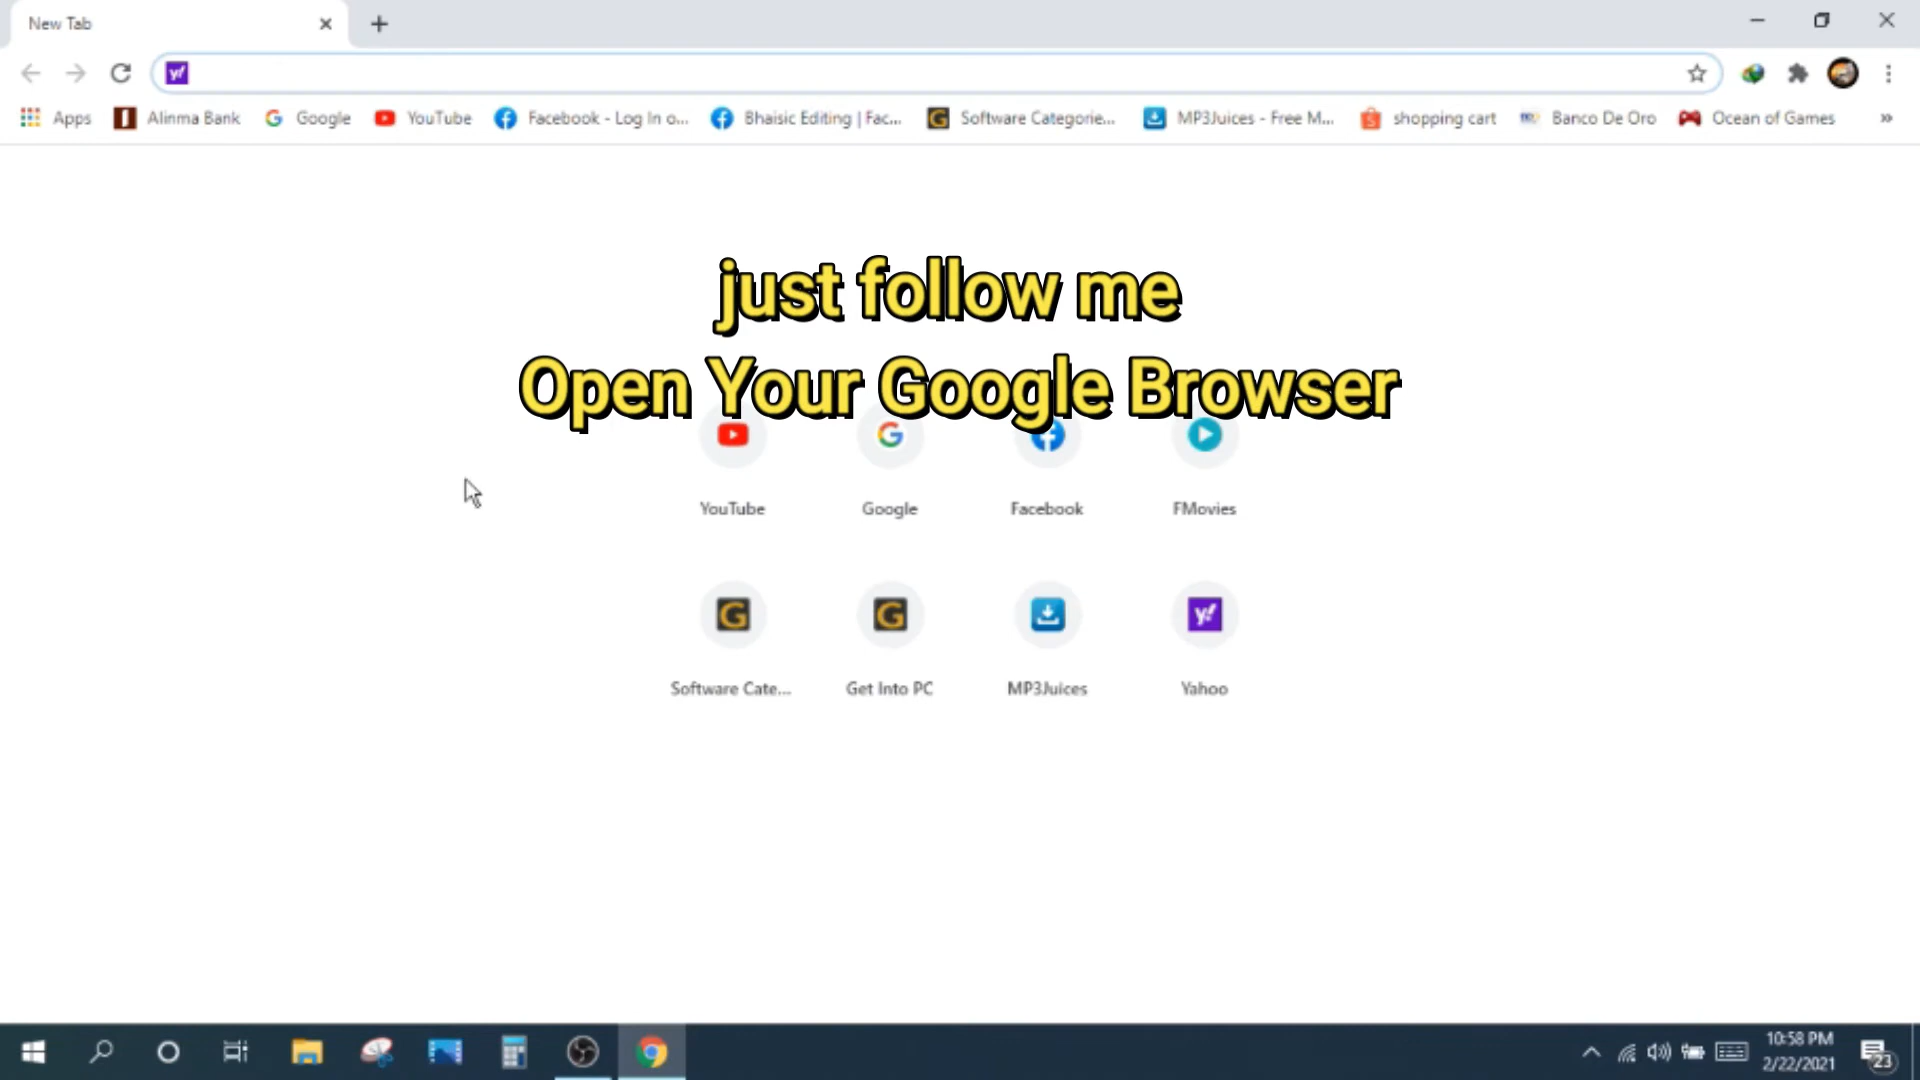 New Tab
Apps Alinma Bank Google YouTube Facebook - Log In o... Bhaisic Editing | Fac... Software Categorie... MP3Juices - Free M... shopping cart Banco De Oro Ocean of Games »
just follow me
Open Your Google Browser
YouTube Google Facebook FMovies
Software Cate... Get Into PC MP3Juices Yahoo
10:58 PM
2/22/2021
23